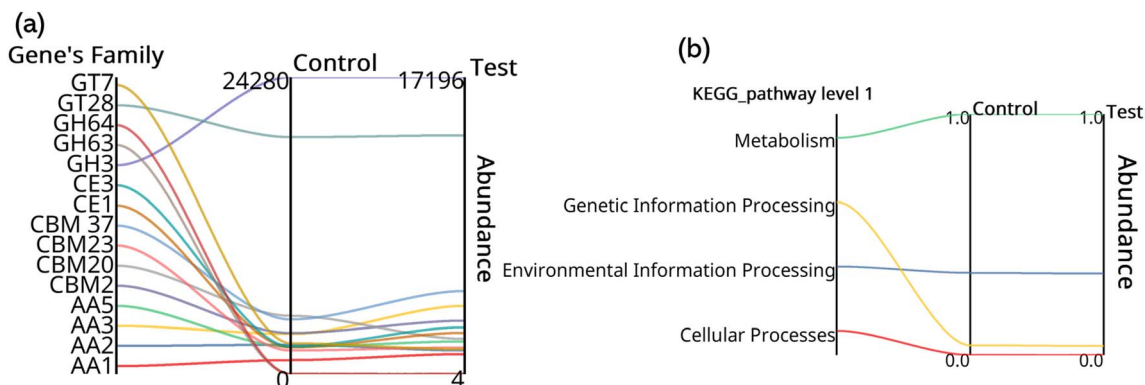 (a)
Gene's Family
GT7
GT28
GH64
GH63
GH3
CE3
CE1
CBM 37
CBM23
CBM20
CBM2
AA5
AA3
AA2
AA1
24280
Control
17196
Test
0
4
Abundance
(b)
KEGG_pathway level 1
Metabolism
Genetic Information Processing
Environmental Information Processing
Cellular Processes
1.0
Control
1.0
Test
0.0
0.0
Abundance